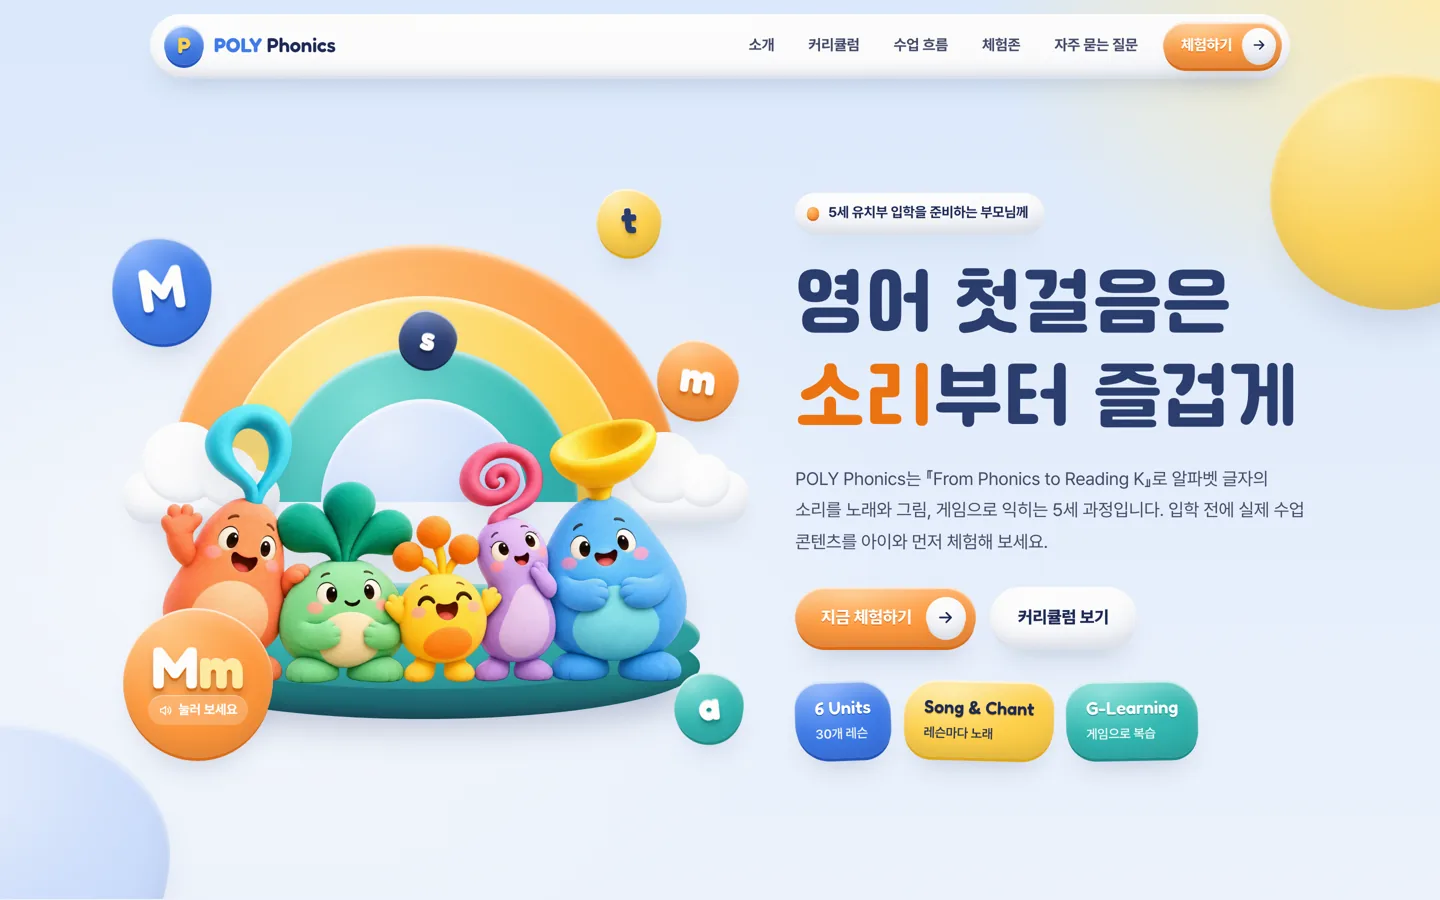 P POLY Phonics 소개 커리큘럼 수업 흐름 체험존 자주 묻는 질문 체험하기
t
M
s
m
5세 유치부 입학을 준비하는 부모님께
영어 첫걸음은
소리부터 즐겁게
POLY Phonics는 『From Phonics to Reading K』로 알파벳 글자의
소리를 노래와 그림, 게임으로 익히는 5세 과정입니다. 입학 전에 실제 수업
콘텐츠를 아이와 먼저 체험해 보세요.
지금 체험하기 커리큘럼 보기
Mm
눌러 보세요
a
6 Units
30개 레슨
Song & Chant
레슨마다 노래
G-Learning
게임으로 복습